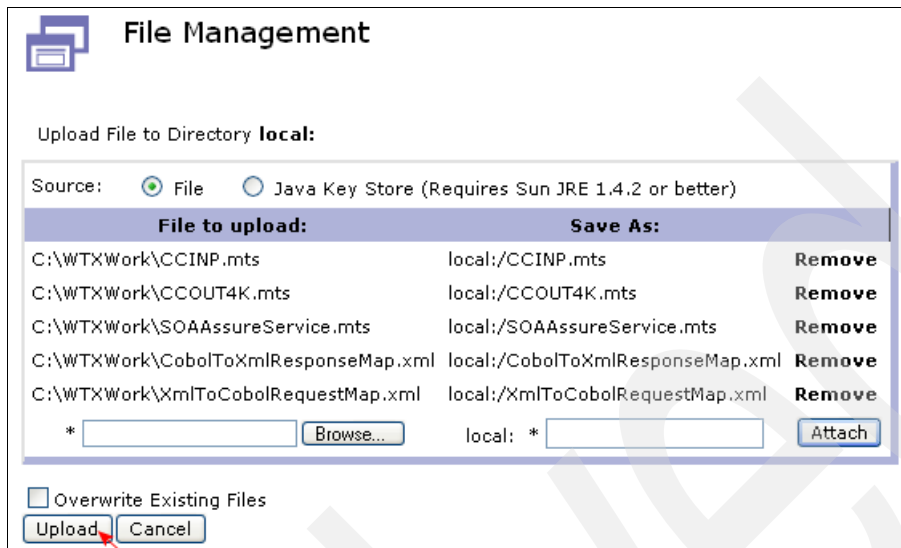 File Management
Upload File to Directory local:
Source: File Java Key Store (Requires Sun JRE 1.4.2 or better)
File to upload: Save As:
C:\WTXWork\CCINP.mts local:/CCINP.mts Remove
C:\WTXWork\CCOUT4K.mts local:/CCOUT4K.mts Remove
C:\WTXWork\SOAAssureService.mts local:/SOAAssureService.mts Remove
C:\WTXWork\CobolToXmlResponseMap.xml local:/CobolToXmlResponseMap.xml Remove
C:\WTXWork\XmlToCobolRequestMap.xml local:/XmlToCobolRequestMap.xml Remove
* Browse... local: * Attach
Overwrite Existing Files
Upload Cancel